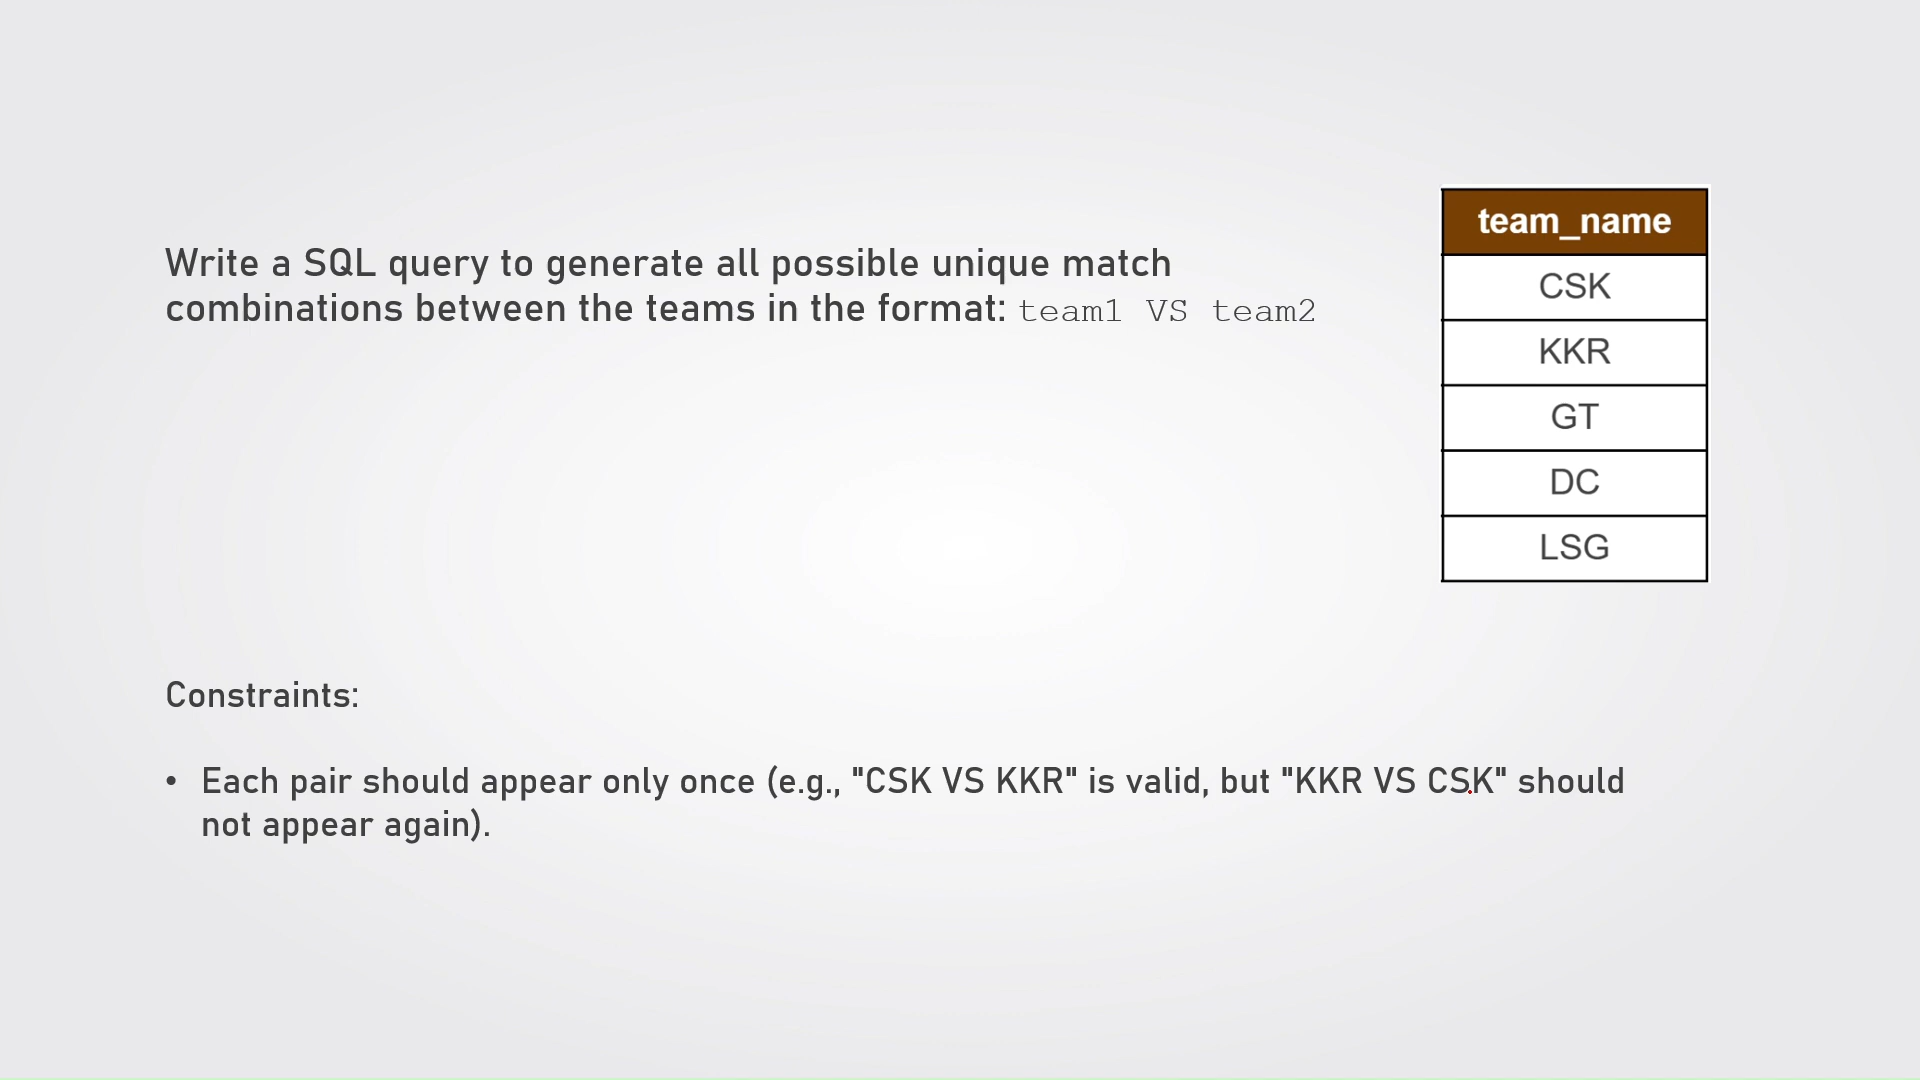 Write a SQL query to generate all possible unique match
combinations between the teams in the format: team1 VS team2
team_name
CSK
KKR
GT
DC
LSG
Constraints:
• Each pair should appear only once (e.g., "CSK VS KKR" is valid, but "KKR VS CSK" should
not appear again).